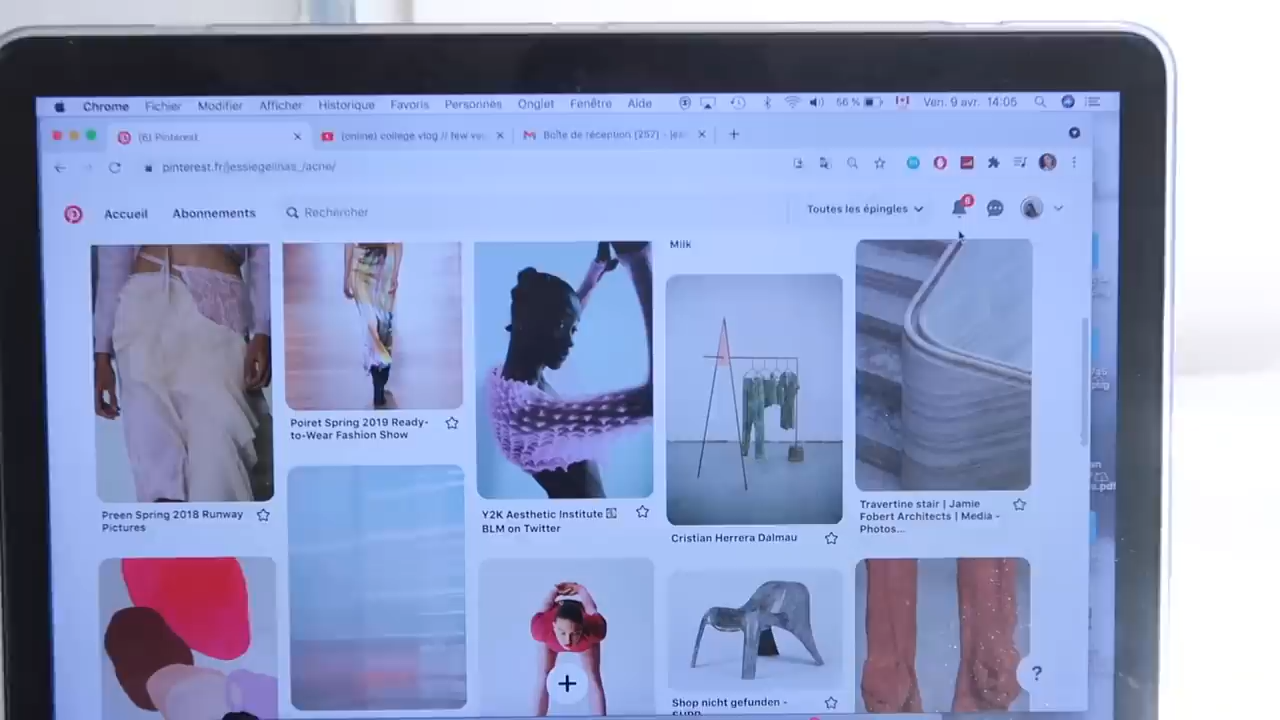 Chrome Fichier Modifier Afficher Historique Favoris Personnes Onglet Fenêtre Aide 56 % Ven. 9 avr. 14:05
(6) Pinterest (online) college vlog // few Boîte de réception (257) -
pinterest.fr/jessiegelinas_/acne/
Accueil Abonnements Rechercher Toutes les épingles 6
Milk
Poiret Spring 2019 Ready-
to-Wear Fashion Show
Preen Spring 2018 Runway
Pictures
Y2K Aesthetic Institute
BLM on Twitter
Cristian Herrera Dalmau
Travertine stair | Jamie
Fobert Architects | Media -
Photos...
Shop nicht gefunden -
+
?